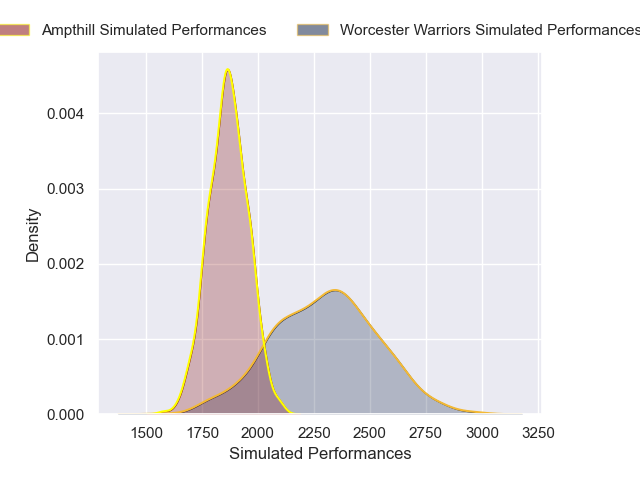 Ampthill Simulated Performances
Worcester Warriors Simulated Performances
0.004
0.003
0.002
0.001
0.000
Density
1500 1750 2000 2250 2500 2750 3000 3250
Simulated Performances